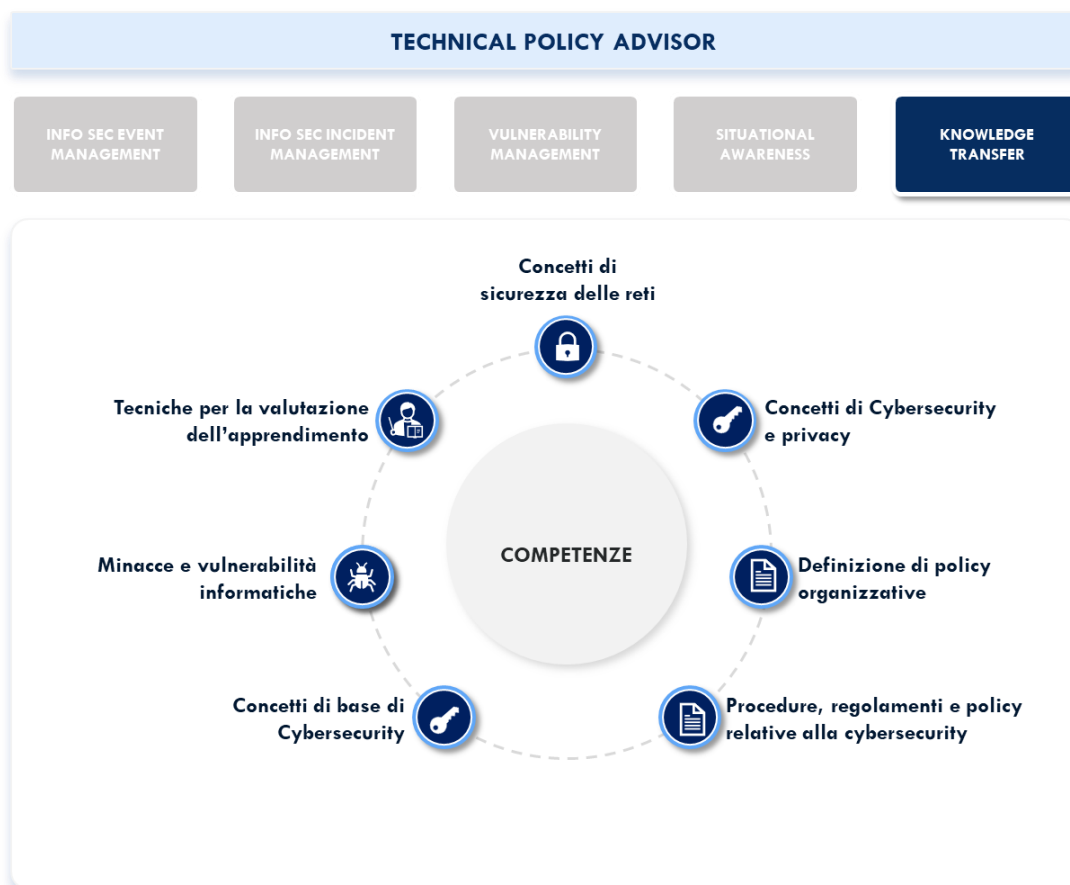 TECHNICAL POLICY ADVISOR
INFO SEC EVENT
MANAGEMENT
INFO SEC INCIDENT
MANAGEMENT
VULNERABILITY
MANAGEMENT
SITUATIONAL
AWARENESS
KNOWLEDGE
TRANSFER
Concetti di
sicurezza delle reti
Tecniche per la valutazione
dell'apprendimento
Concetti di Cybersecurity
e privacy
COMPETENZE
Minacce e vulnerabilità
informatiche
Definizione di policy
organizzative
Concetti di base di
Cybersecurity
Procedure, regolamenti e policy
relative alla cybersecurity